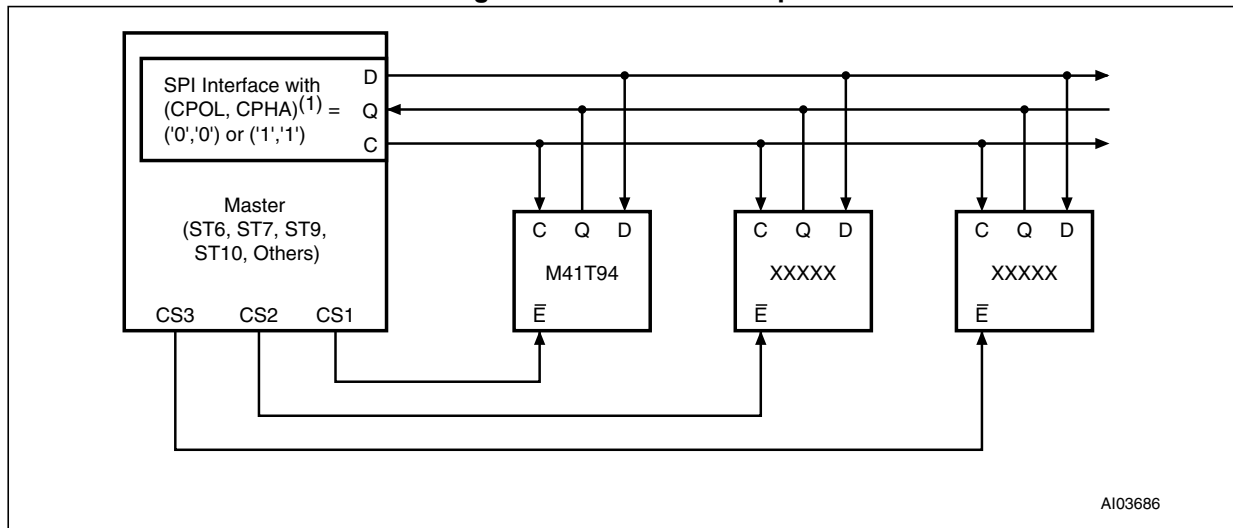 SPI Interface with
(CPOL, CPHA)(1) =
('0','0') or ('1','1')
D
Q
C
Master
(ST6, ST7, ST9,
ST10, Others)
CS3 CS2 CS1
C Q D
M41T94
E̅
C Q D
XXXXX
E̅
C Q D
XXXXX
E̅
AI03686